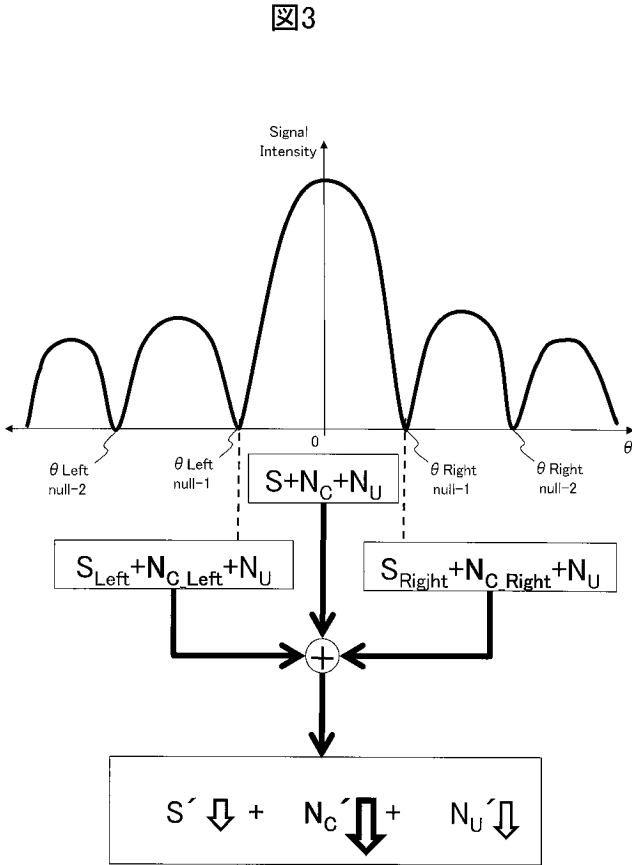 図3
Signal
Intensity
0
θ
θ Left
null-2
θ Left
null-1
θ Right
null-1
θ Right
null-2
S+N_C+N_U
S_Left+N_C_Left+N_U
S_Rigjht+N_C_Right+N_U
+
S´ ⇩ + N_C´⇩ + N_U´⇩